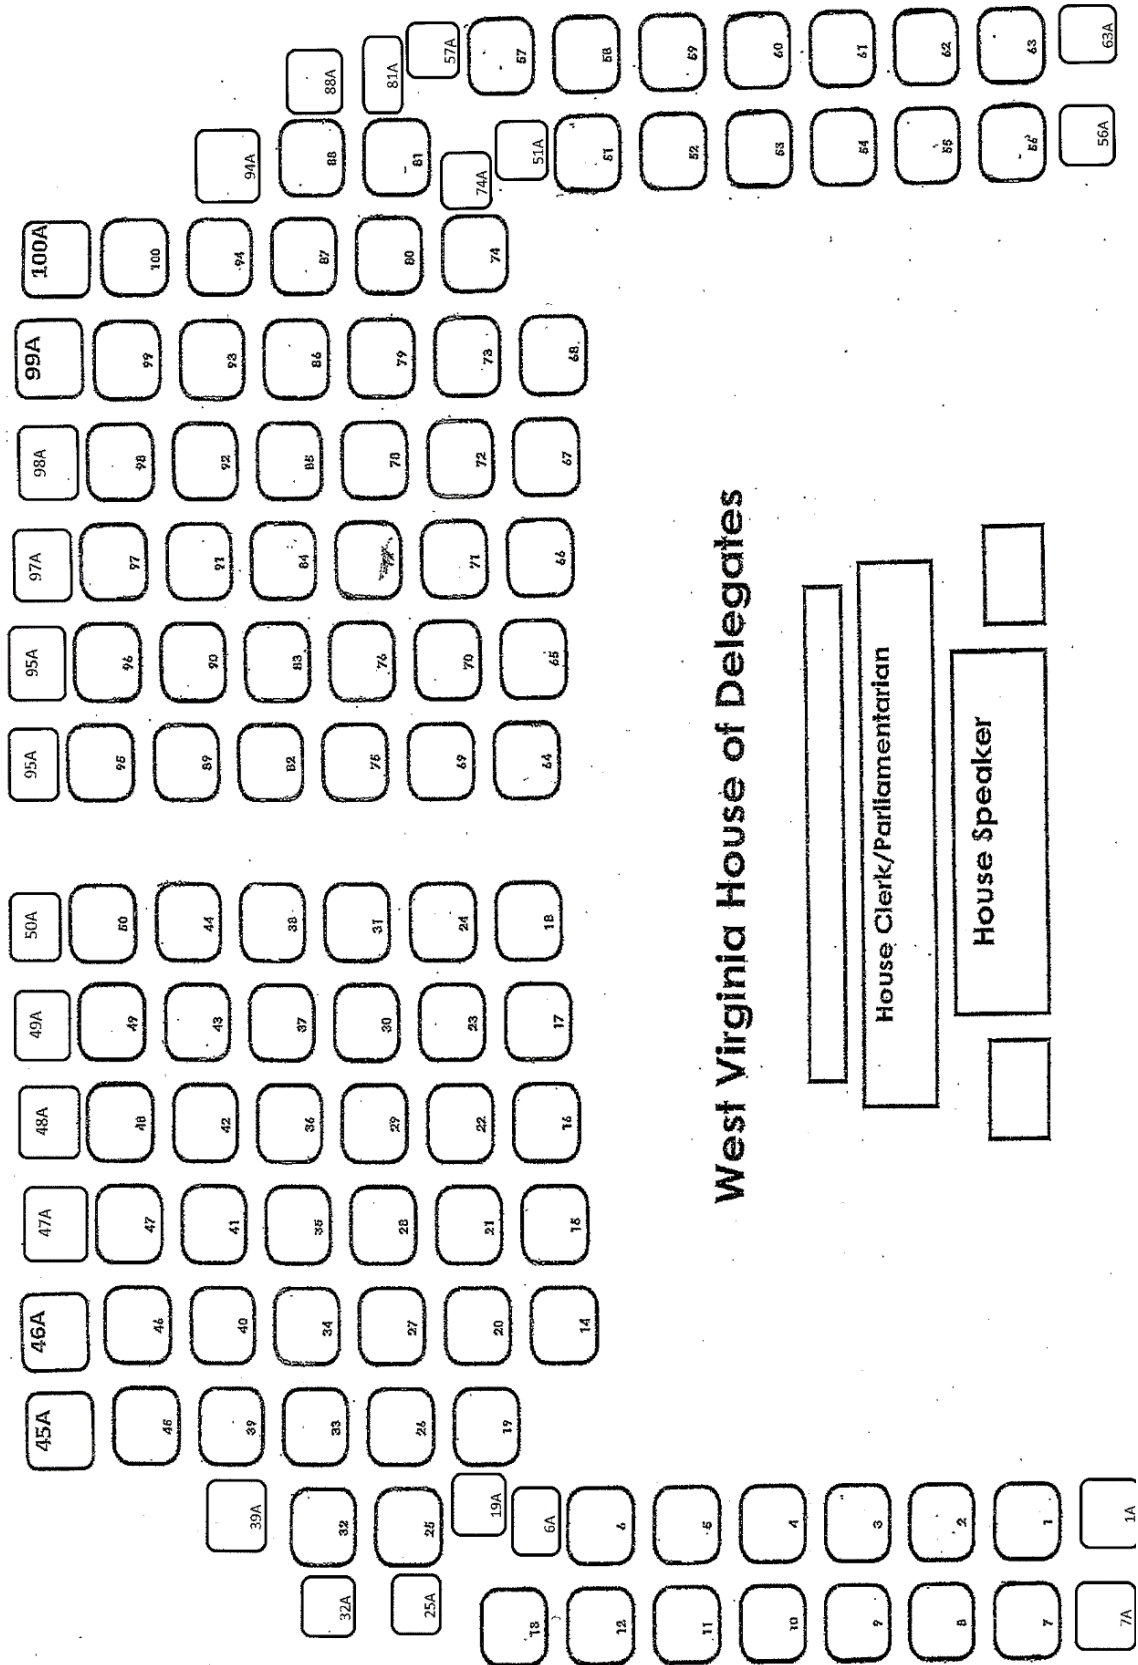 45A 46A 47A 48A 49A 50A 95A 95A 97A 98A 99A 100A
45 46 47 48 49 50 95 96 97 98 99 100
39A 39 40 41 42 43 44 89 90 91 92 93 94 94A
32A 32 33 34 35 36 37 38 82 83 84 85 86 87 88 88A
25A 25 26 27 28 29 30 31 75 76 78 79 80 81 81A
19A 19 20 21 22 23 24 69 70 71 72 73 74 74A 57A
13 6A 14 15 16 17 18 64 65 66 67 68 51A 57
12 6 51 58
11 5 52 59
West Virginia House of Delegates
10 4 53 60
9 3 54 61
House Clerk/Parliamentarian
8 2 55 62
House Speaker
7 1 56 63
7A 1A 56A 63A